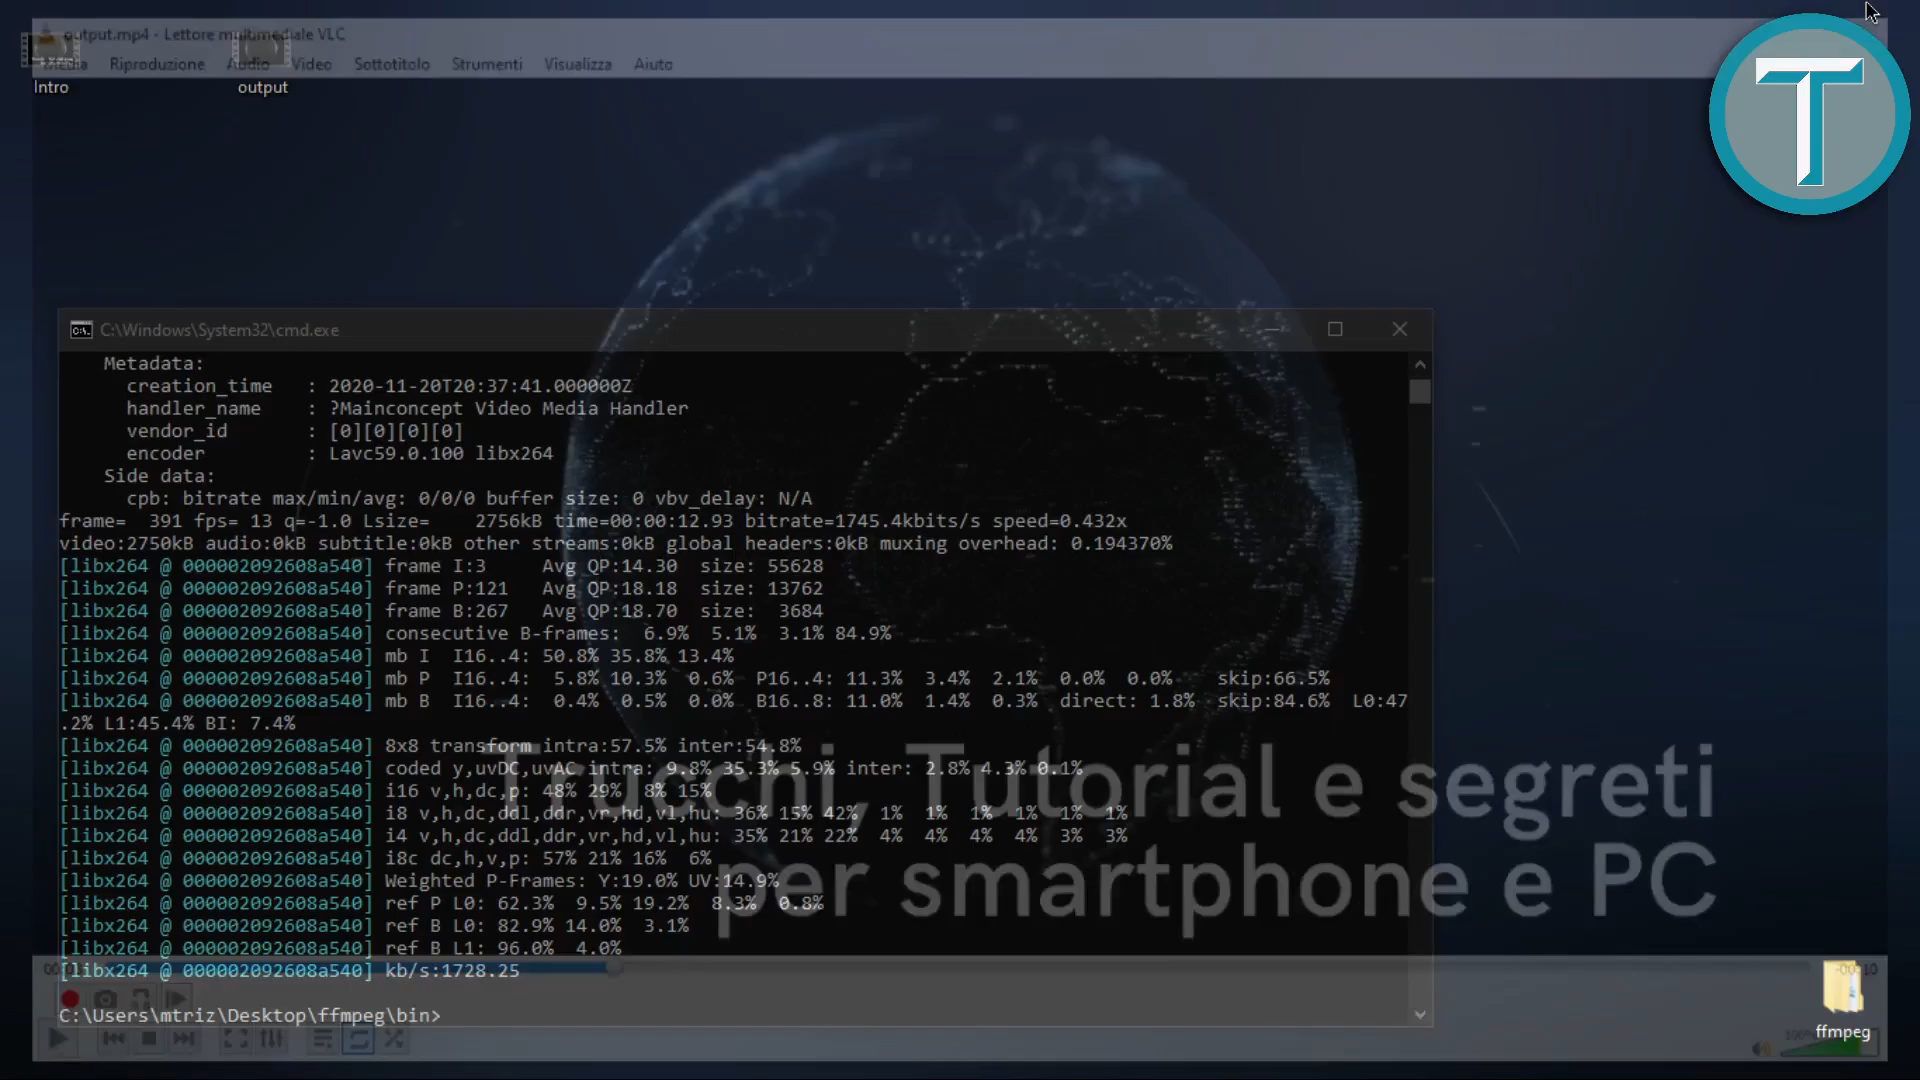 output.mp4 - Lettore multimediale VLC
Media Riproduzione Audio Video Sottotitolo Strumenti Visualizza Aiuto
Intro
output
T
C:\Windows\System32\cmd.exe
Metadata:
creation_time : 2020-11-20T20:37:41.000000Z
handler_name : ?Mainconcept Video Media Handler
vendor_id : [0][0][0][0]
encoder : Lavc59.0.100 libx264
Side data:
cpb: bitrate max/min/avg: 0/0/0 buffer size: 0 vbv_delay: N/A
frame= 391 fps= 13 q=-1.0 Lsize= 2756kB time=00:00:12.93 bitrate=1745.4kbits/s speed=0.432x
video:2750kB audio:0kB subtitle:0kB other streams:0kB global headers:0kB muxing overhead: 0.194370%
[libx264 @ 000002092608a540] frame I:3 Avg QP:14.30 size: 55628
[libx264 @ 000002092608a540] frame P:121 Avg QP:18.18 size: 13762
[libx264 @ 000002092608a540] frame B:267 Avg QP:18.70 size: 3684
[libx264 @ 000002092608a540] consecutive B-frames: 6.9% 5.1% 3.1% 84.9%
[libx264 @ 000002092608a540] mb I I16..4: 50.8% 35.8% 13.4%
[libx264 @ 000002092608a540] mb P I16..4: 5.8% 10.3% 0.6% P16..4: 11.3% 3.4% 2.1% 0.0% 0.0% skip:66.5%
[libx264 @ 000002092608a540] mb B I16..4: 0.4% 0.5% 0.0% B16..8: 11.0% 1.4% 0.3% direct: 1.8% skip:84.6% L0:47
.2% L1:45.4% BI: 7.4%
[libx264 @ 000002092608a540] 8x8 transform intra:57.5% inter:54.8%
[libx264 @ 000002092608a540] coded y,uvDC,uvAC intra: 9.8% 35.3% 5.9% inter: 2.8% 4.3% 0.1%
[libx264 @ 000002092608a540] i16 v,h,dc,p: 48% 29% 8% 15%
[libx264 @ 000002092608a540] i8 v,h,dc,ddl,ddr,vr,hd,vl,hu: 36% 15% 42% 1% 1% 1% 1% 1% 1%
[libx264 @ 000002092608a540] i4 v,h,dc,ddl,ddr,vr,hd,vl,hu: 35% 21% 22% 4% 4% 4% 4% 3% 3%
[libx264 @ 000002092608a540] i8c dc,h,v,p: 57% 21% 16% 6%
[libx264 @ 000002092608a540] Weighted P-Frames: Y:19.0% UV:14.9%
[libx264 @ 000002092608a540] ref P L0: 62.3% 9.5% 19.2% 8.3% 0.8%
[libx264 @ 000002092608a540] ref B L0: 82.9% 14.0% 3.1%
[libx264 @ 000002092608a540] ref B L1: 96.0% 4.0%
[libx264 @ 000002092608a540] kb/s:1728.25
C:\Users\mtriz\Desktop\ffmpeg\bin>
Trucchi, Tutorial e segreti
per smartphone e PC
ffmpeg
100%